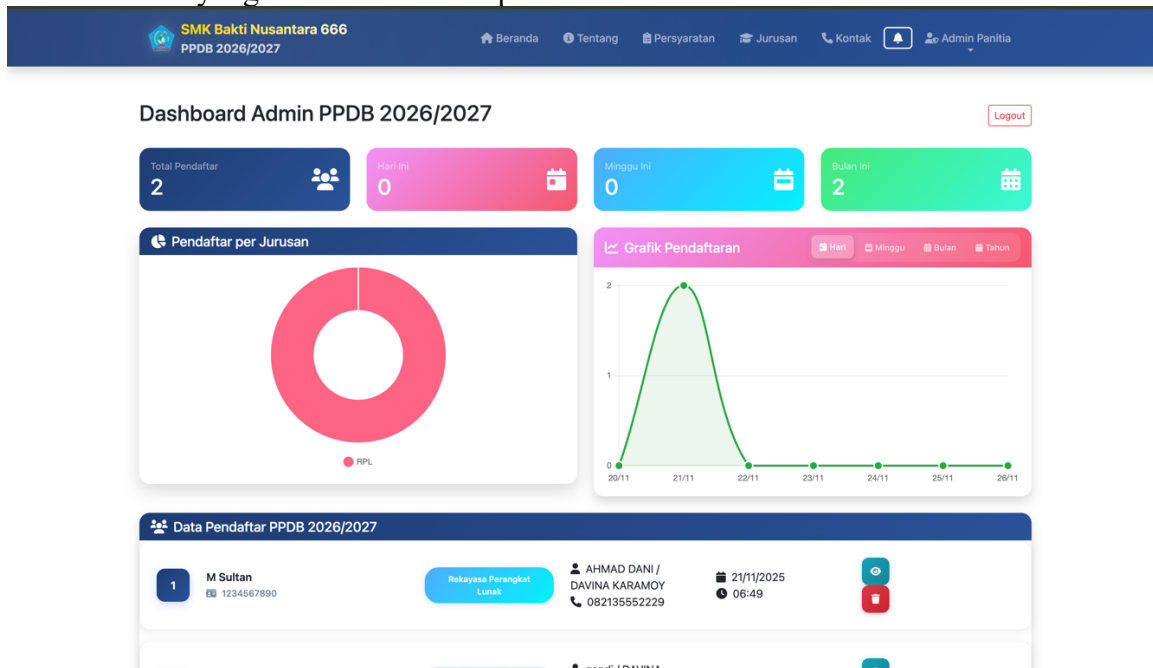 SMK Bakti Nusantara 666
PPDB 2026/2027
Beranda
Tentang
Persyaratan
Jurusan
Kontak
Admin Panitia
Dashboard Admin PPDB 2026/2027
Logout
Total Pendaftar
2
Hari Ini
0
Minggu Ini
0
Bulan Ini
2
Pendaftar per Jurusan
RPL
Grafik Pendaftaran
Hari
Minggu
Bulan
Tahun
2
1
0
20/11
21/11
22/11
23/11
24/11
25/11
26/11
Data Pendaftar PPDB 2026/2027
1
M Sultan
1234567890
Rekayasa Perangkat
Lunak
AHMAD DANI /
DAVINA KARAMOY
082135552229
21/11/2025
06:49